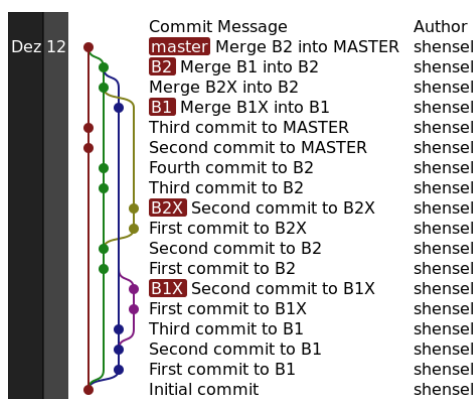 Commit Message Author
Dez 12 master Merge B2 into MASTER shensel
B2 Merge B1 into B2 shensel
Merge B2X into B2 shensel
B1 Merge B1X into B1 shensel
Third commit to MASTER shensel
Second commit to MASTER shensel
Fourth commit to B2 shensel
Third commit to B2 shensel
B2X Second commit to B2X shensel
First commit to B2X shensel
Second commit to B2 shensel
First commit to B2 shensel
B1X Second commit to B1X shensel
First commit to B1X shensel
Third commit to B1 shensel
Second commit to B1 shensel
First commit to B1 shensel
Initial commit shensel